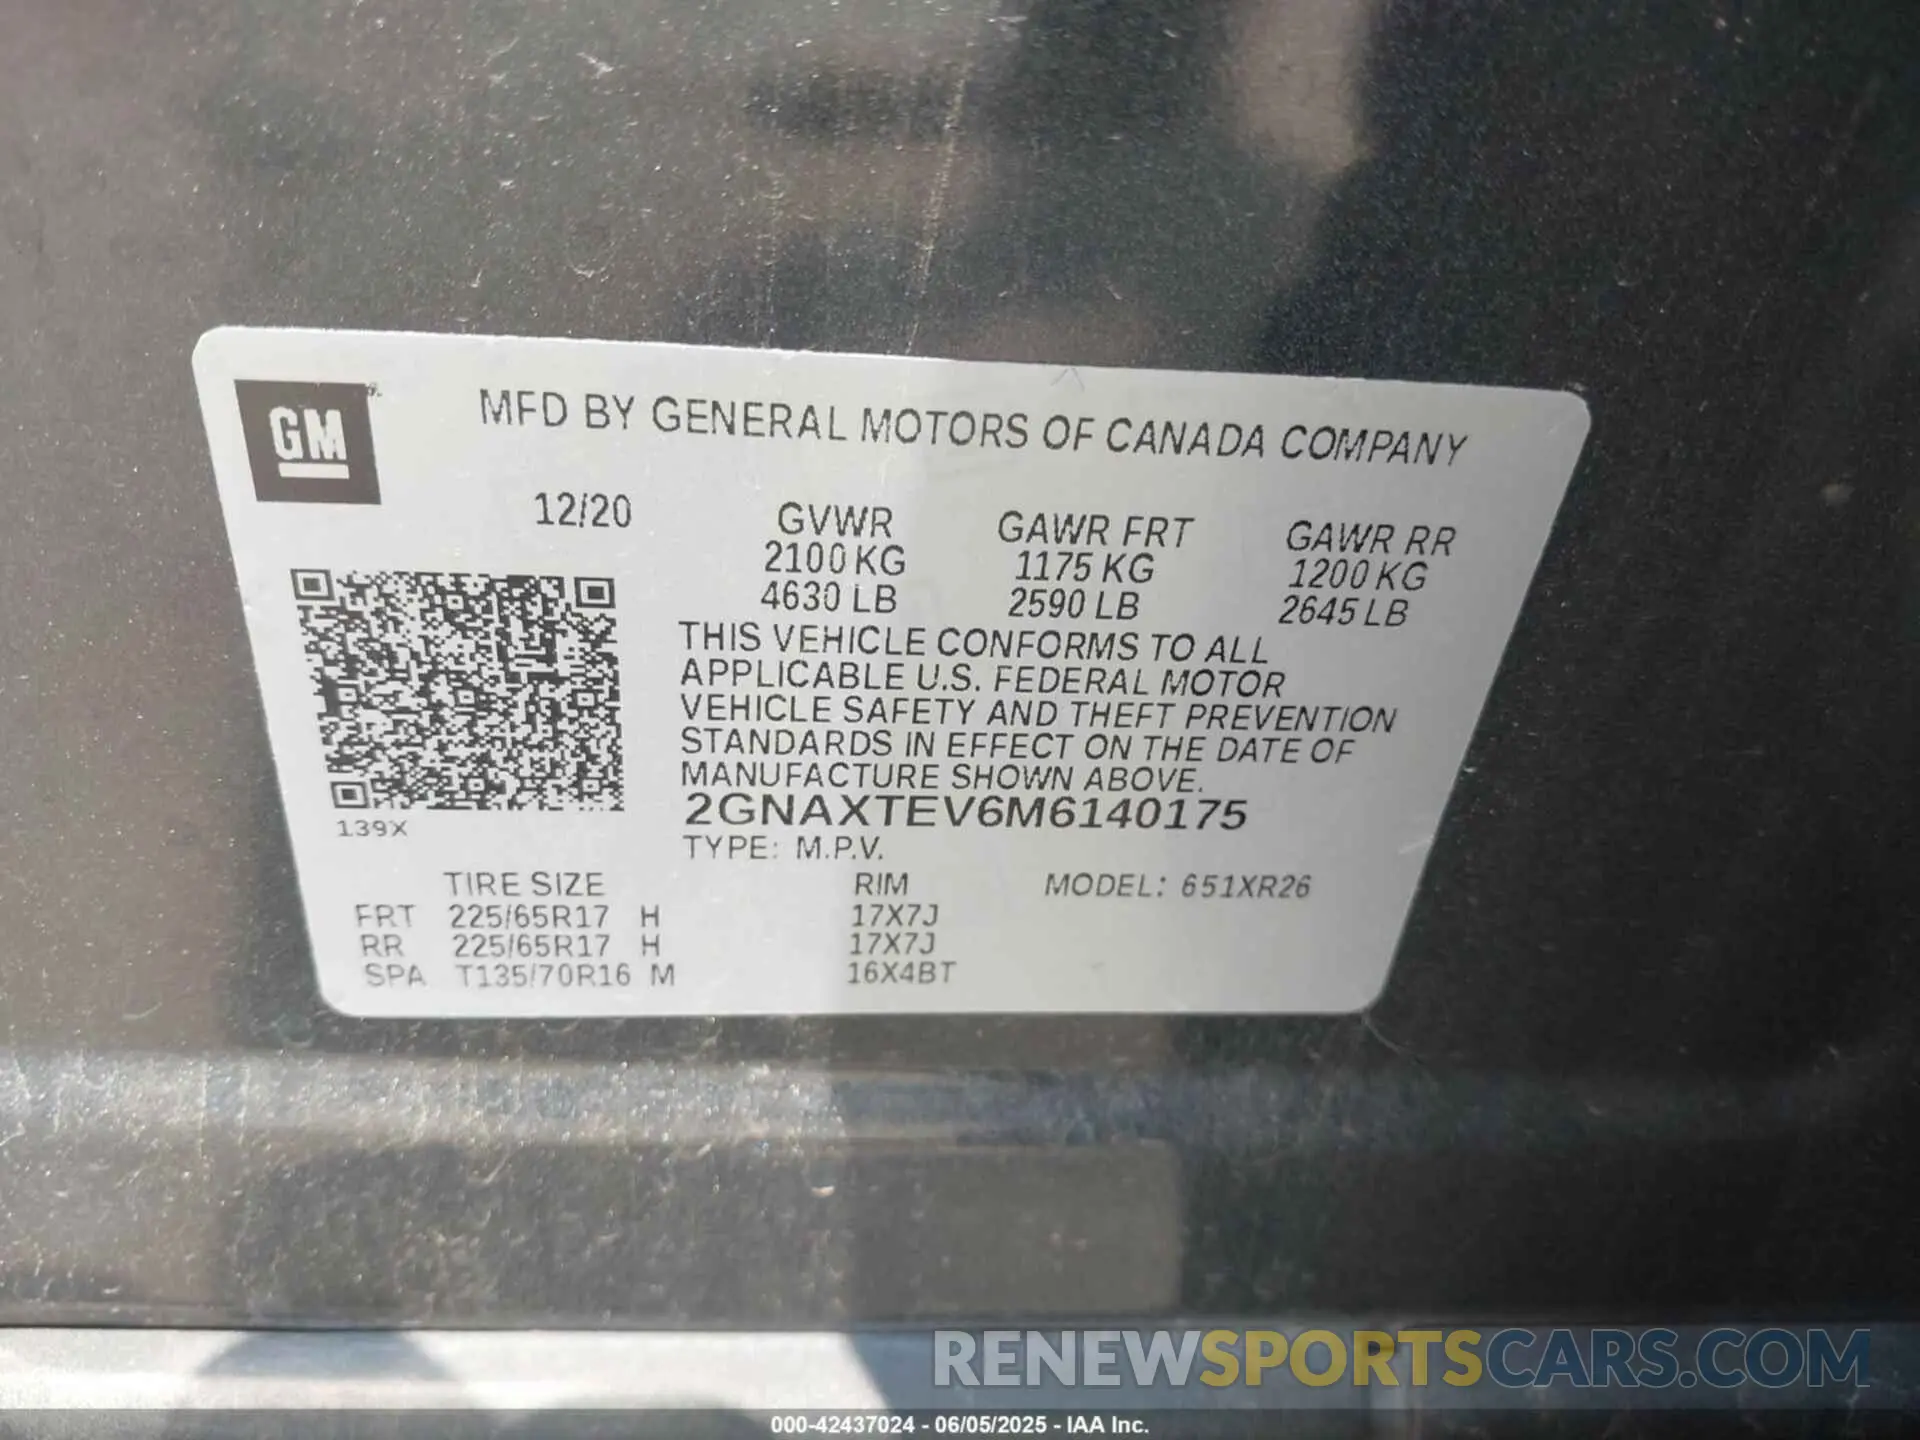 GM
MFD BY GENERAL MOTORS OF CANADA COMPANY
12/20
GVWR GAWR FRT GAWR RR
2100 KG 1175 KG 1200 KG
4630 LB 2590 LB 2645 LB
THIS VEHICLE CONFORMS TO ALL
APPLICABLE U.S. FEDERAL MOTOR
VEHICLE SAFETY AND THEFT PREVENTION
STANDARDS IN EFFECT ON THE DATE OF
MANUFACTURE SHOWN ABOVE.
2GNAXTEV6M6140175
139X
TYPE: M.P.V.
TIRE SIZE RIM MODEL: 651XR26
FRT 225/65R17 H 17X7J
RR 225/65R17 H 17X7J
SPA T135/70R16 M 16X4BT
RENEWSPORTSCARS.COM
000-42437024 - 06/05/2025 - IAA Inc.